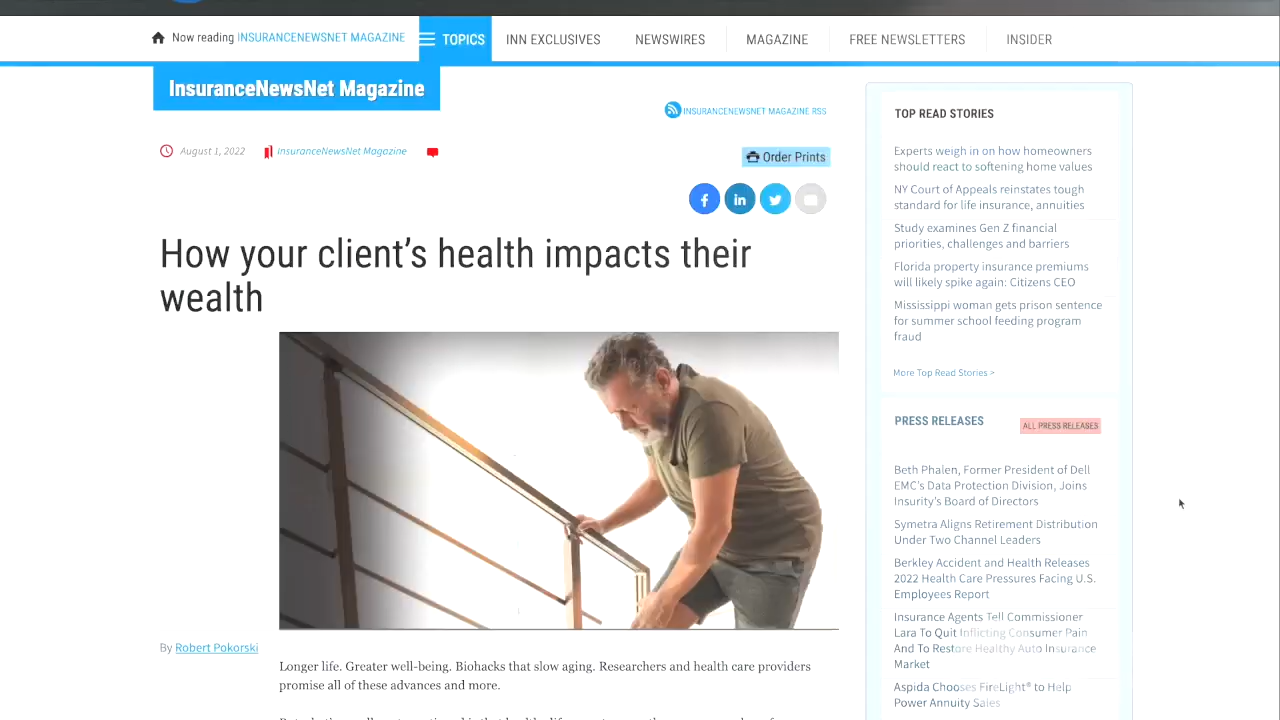 Now reading INSURANCENEWSNET MAGAZINE
TOPICS
INN EXCLUSIVES
NEWSWIRES
MAGAZINE
FREE NEWSLETTERS
INSIDER
InsuranceNewsNet Magazine
INSURANCENEWSNET MAGAZINE RSS
August 1, 2022
InsuranceNewsNet Magazine
Order Prints
How your client's health impacts their
wealth
By Robert Pokorski
Longer life. Greater well-being. Biohacks that slow aging. Researchers and health care providers
promise all of these advances and more.
TOP READ STORIES
Experts weigh in on how homeowners
should react to softening home values
NY Court of Appeals reinstates tough
standard for life insurance, annuities
Study examines Gen Z financial
priorities, challenges and barriers
Florida property insurance premiums
will likely spike again: Citizens CEO
Mississippi woman gets prison sentence
for summer school feeding program
fraud
More Top Read Stories >
PRESS RELEASES
ALL PRESS RELEASES
Beth Phalen, Former President of Dell
EMC's Data Protection Division, Joins
Insurity's Board of Directors
Symetra Aligns Retirement Distribution
Under Two Channel Leaders
Berkley Accident and Health Releases
2022 Health Care Pressures Facing U.S.
Employees Report
Insurance Agents Tell Commissioner
Lara To Quit Inflicting Consumer Pain
And To Restore Healthy Auto Insurance
Market
Aspida Chooses FireLight® to Help
Power Annuity Sales